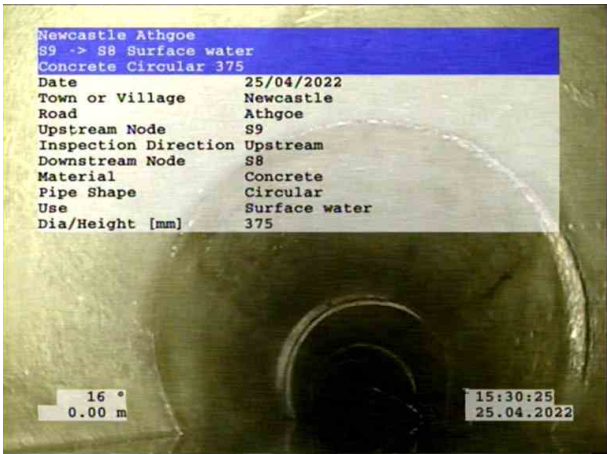 Newcastle Athgoe
S9 -> S8 Surface water
Concrete Circular 375
Date 25/04/2022
Town or Village Newcastle
Road Athgoe
Upstream Node S9
Inspection Direction Upstream
Downstream Node S8
Material Concrete
Pipe Shape Circular
Use Surface water
Dia/Height [mm] 375
16 ° 15:30:25
0.00 m 25.04.2022